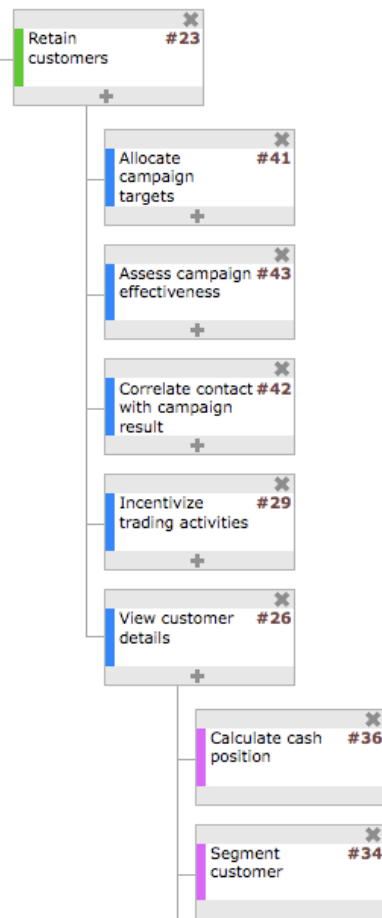 Retain #23
customers
Allocate #41
campaign
targets
Assess campaign #43
effectiveness
Correlate contact #42
with campaign
result
Incentivize #29
trading activities
View customer #26
details
Calculate cash #36
position
Segment #34
customer